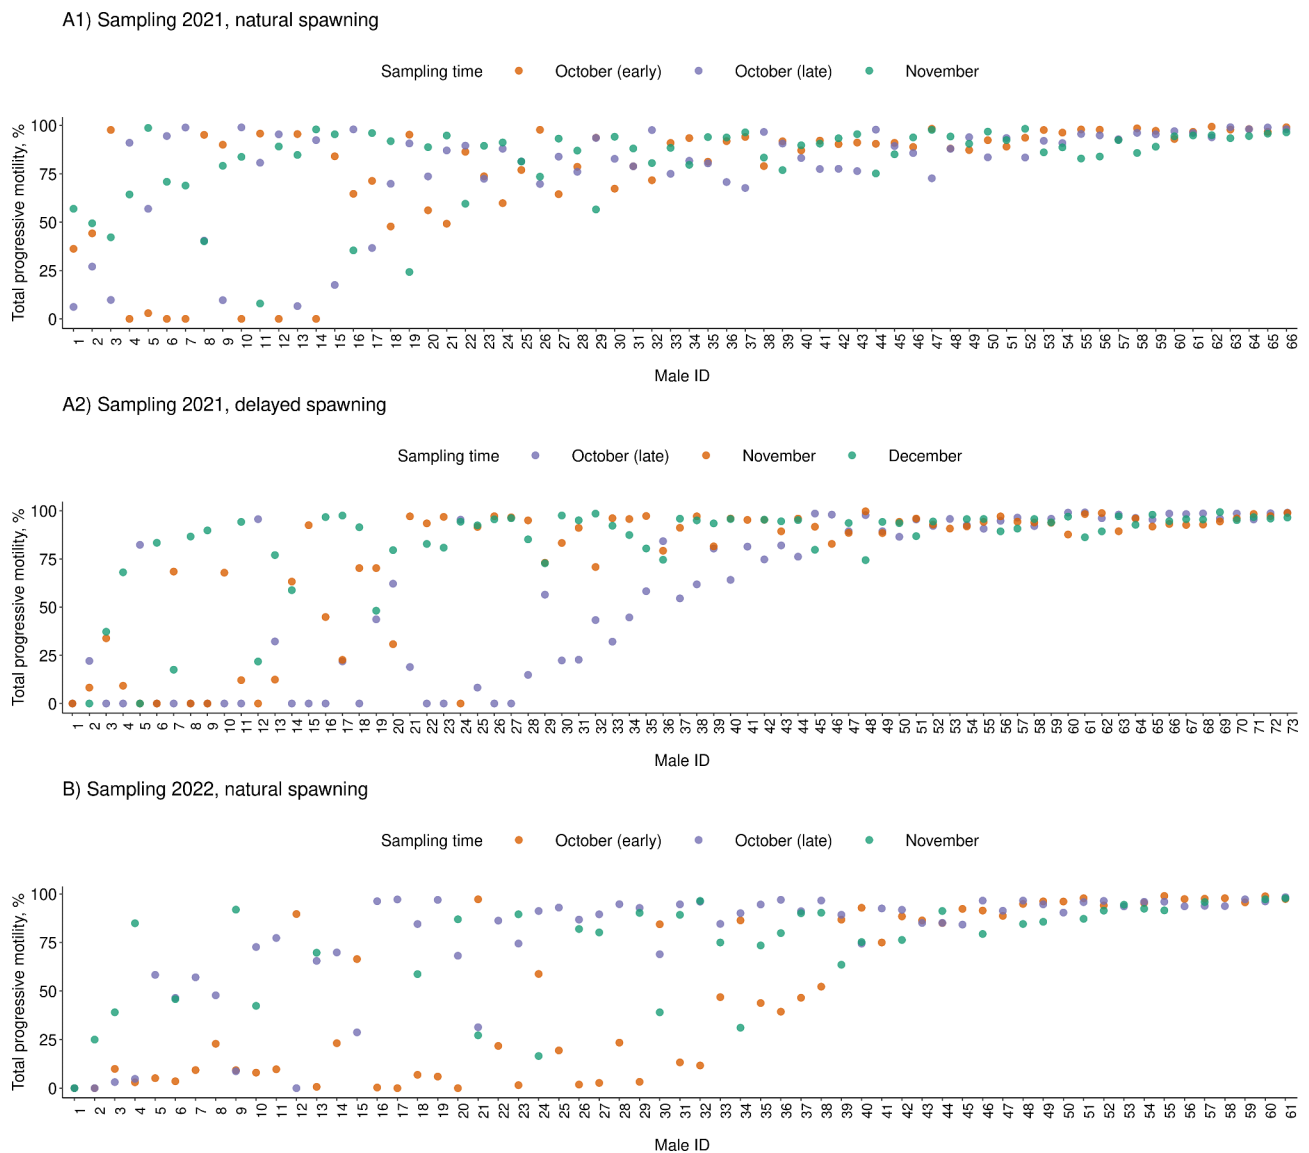 A1) Sampling 2021, natural spawning
Sampling time October (early) October (late) November
Total progressive motility, %
100
75
50
25
0
1 2 3 4 5 6 7 8 9 10 11 12 13 14 15 16 17 18 19 20 21 22 23 24 25 26 27 28 29 30 31 32 33 34 35 36 37 38 39 40 41 42 43 44 45 46 47 48 49 50 51 52 53 54 55 56 57 58 59 60 61 62 63 64 65 66
Male ID
A2) Sampling 2021, delayed spawning
Sampling time October (late) November December
Total progressive motility, %
100
75
50
25
0
1 2 3 4 5 6 7 8 9 10 11 12 13 14 15 16 17 18 19 20 21 22 23 24 25 26 27 28 29 30 31 32 33 34 35 36 37 38 39 40 41 42 43 44 45 46 47 48 49 50 51 52 53 54 55 56 57 58 59 60 61 62 63 64 65 66 67 68 69 70 71 72 73
Male ID
B) Sampling 2022, natural spawning
Sampling time October (early) October (late) November
Total progressive motility, %
100
75
50
25
0
1 2 3 4 5 6 7 8 9 10 11 12 13 14 15 16 17 18 19 20 21 22 23 24 25 26 27 28 29 30 31 32 33 34 35 36 37 38 39 40 41 42 43 44 45 46 47 48 49 50 51 52 53 54 55 56 57 58 59 60 61
Male ID